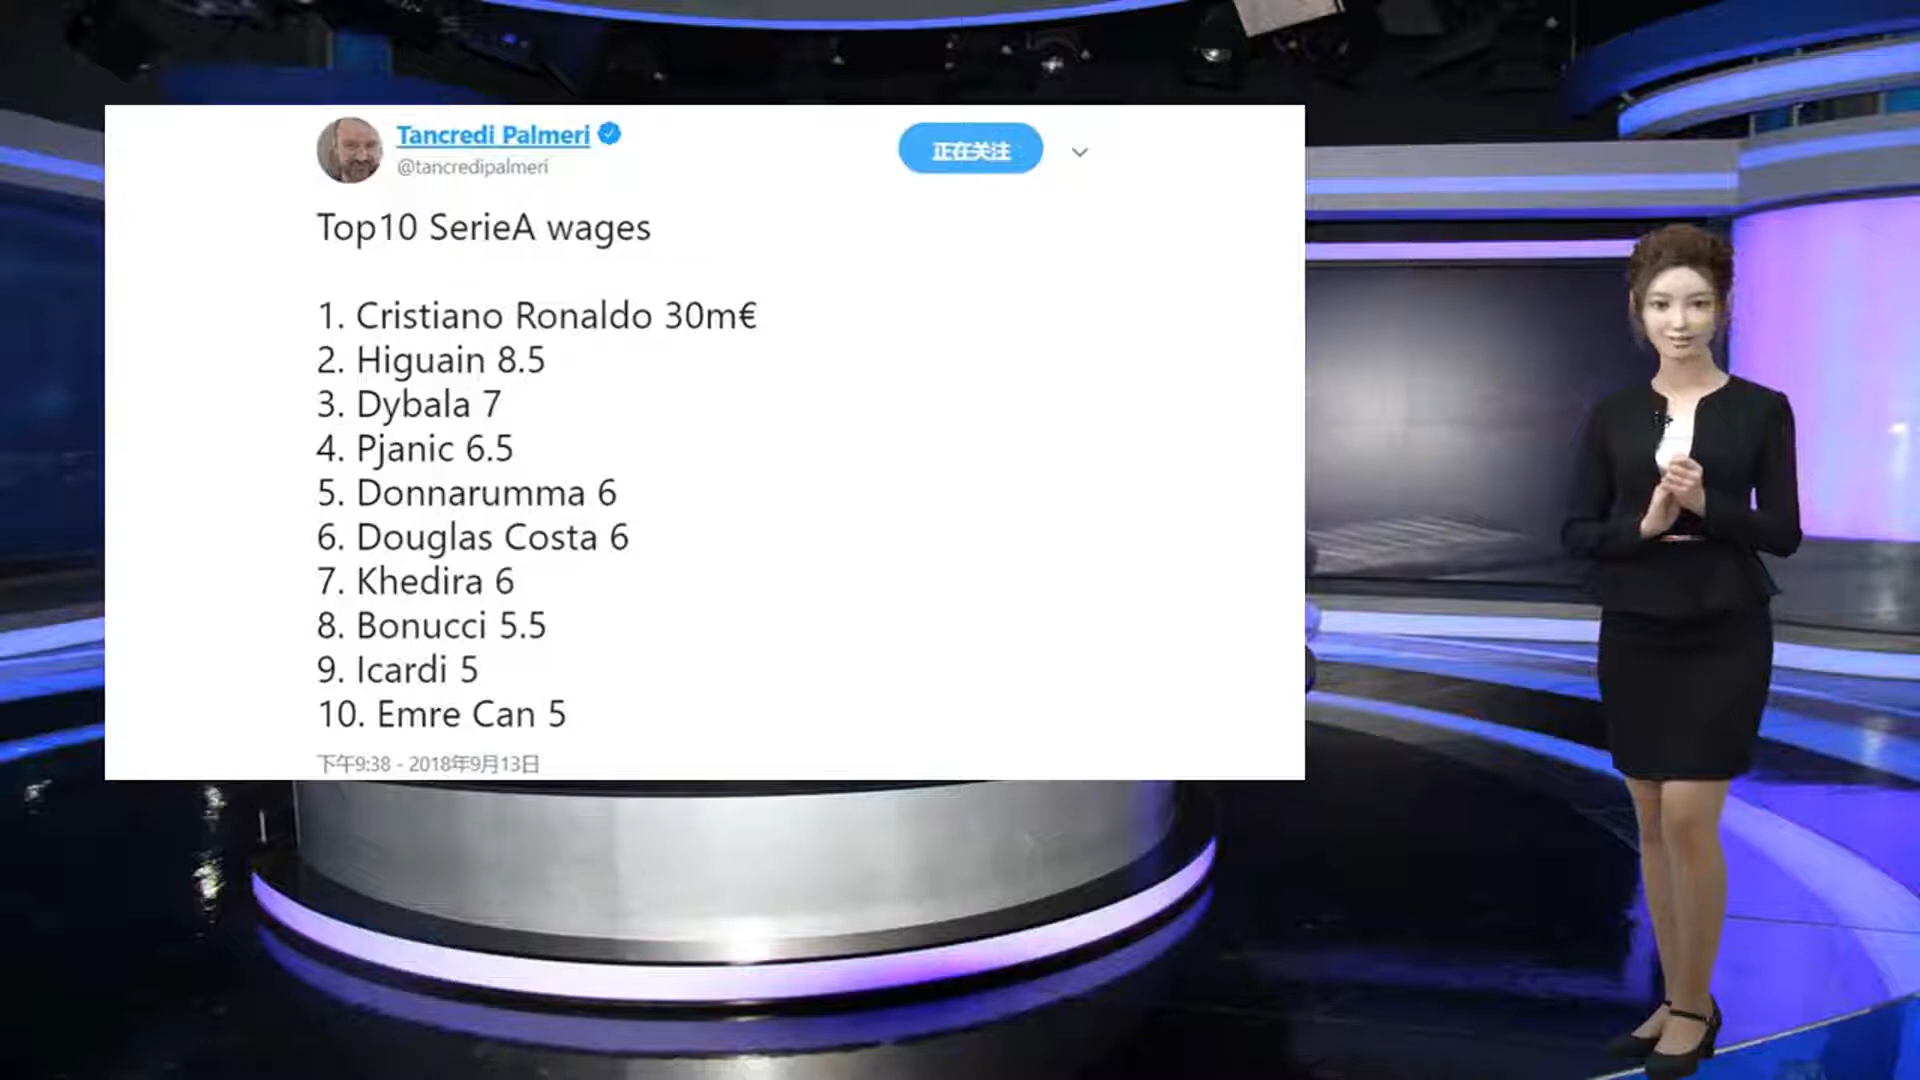 Tancredi Palmeri
@tancredipalmeri
正在关注
Top10 SerieA wages
1. Cristiano Ronaldo 30m€
2. Higuain 8.5
3. Dybala 7
4. Pjanic 6.5
5. Donnarumma 6
6. Douglas Costa 6
7. Khedira 6
8. Bonucci 5.5
9. Icardi 5
10. Emre Can 5
下午9:38 - 2018年9月13日